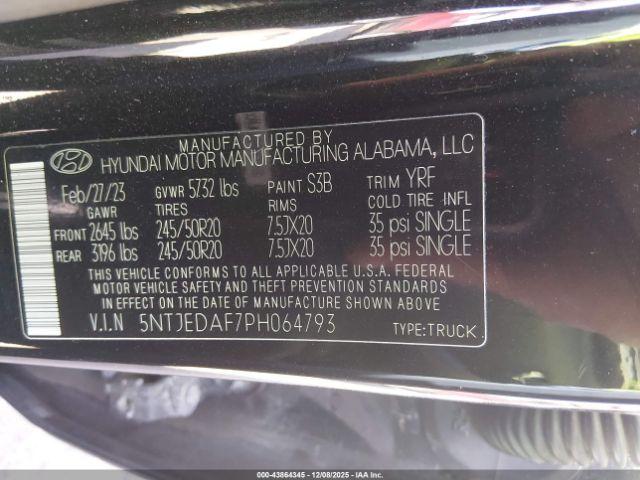 MANUFACTURED BY
HYUNDAI MOTOR MANUFACTURING ALABAMA, LLC
Feb/27/23 GVWR 5732 lbs PAINT S3B TRIM YRF
GAWR TIRES RIMS COLD TIRE INFL
FRONT 2645 lbs 245/50R20 7.5JX20 35 psi SINGLE
REAR 3196 lbs 245/50R20 7.5JX20 35 psi SINGLE
THIS VEHICLE CONFORMS TO ALL APPLICABLE U.S.A. FEDERAL
MOTOR VEHICLE SAFETY AND THEFT PREVENTION STANDARDS
IN EFFECT ON THE DATE OF MANUFACTURE SHOWN ABOVE.
V.I.N 5NTJEDAF7PH064793 TYPE:TRUCK
00-43864345 12/08/2025 - Copyright © IAA